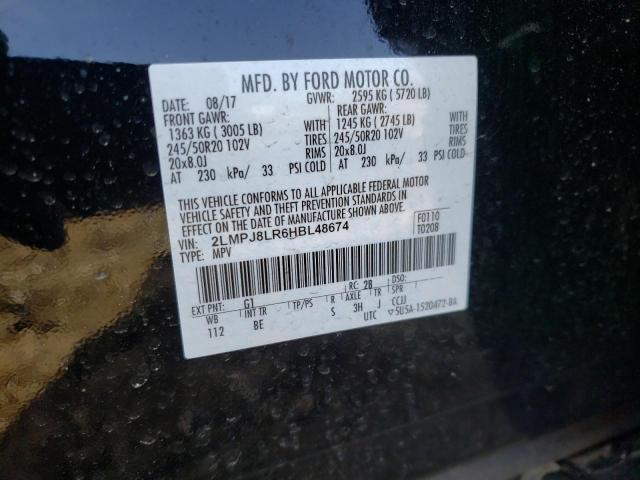 MFD. BY FORD MOTOR CO.
DATE: 08/17 GVWR: 2595 KG ( 5720 LB)
FRONT GAWR: REAR GAWR:
1363 KG ( 3005 LB) WITH 1245 KG ( 2745 LB) WITH
245/50R20 102V TIRES 245/50R20 102V TIRES
20x8.0J RIMS 20x8.0J RIMS
AT 230 kPa/ 33 PSI COLD AT 230 kPa/ 33 PSI COLD
THIS VEHICLE CONFORMS TO ALL APPLICABLE FEDERAL MOTOR
VEHICLE SAFETY AND THEFT PREVENTION STANDARDS IN
EFFECT ON THE DATE OF MANUFACTURE SHOWN ABOVE.
VIN: 2LMPJ8LR6HBL48674 F0110
TYPE: MPV T0208
EXT PNT: G1 RC: 28 DSO:
WB INT TR TP/PS R AXLE TR SPR
112 BE S 3H J CCJJ
UTC ▽5U5A-1520472-BA